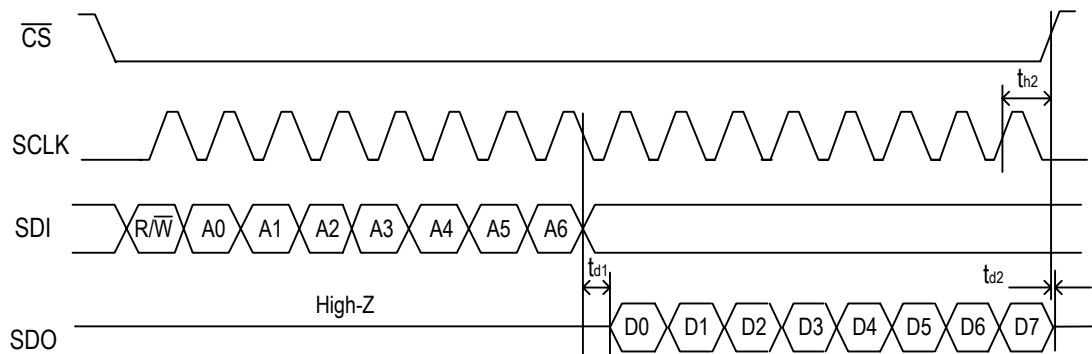 C̅S̅
th2
SCLK
SDI R/W̅ A0 A1 A2 A3 A4 A5 A6
td1 td2
High-Z
SDO D0 D1 D2 D3 D4 D5 D6 D7